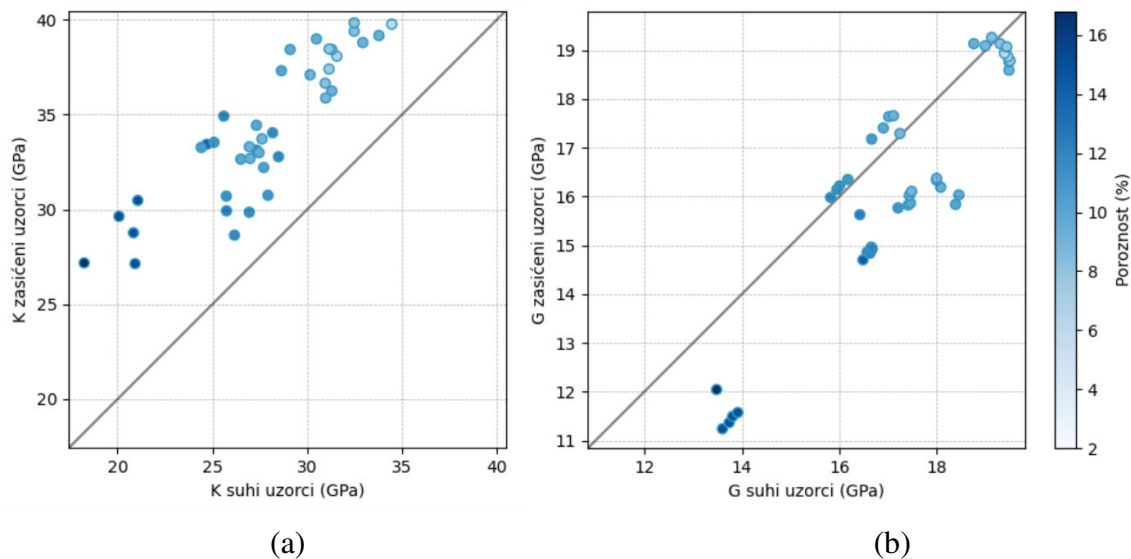 40
35
30
25
20
K zasićeni uzorci (GPa)
20 25 30 35 40
K suhi uzorci (GPa)
(a)
19
18
17
16
15
14
13
12
11
G zasićeni uzorci (GPa)
12 14 16 18
G suhi uzorci (GPa)
(b)
16
14
12
10
8
6
4
2
Poroznost (%)